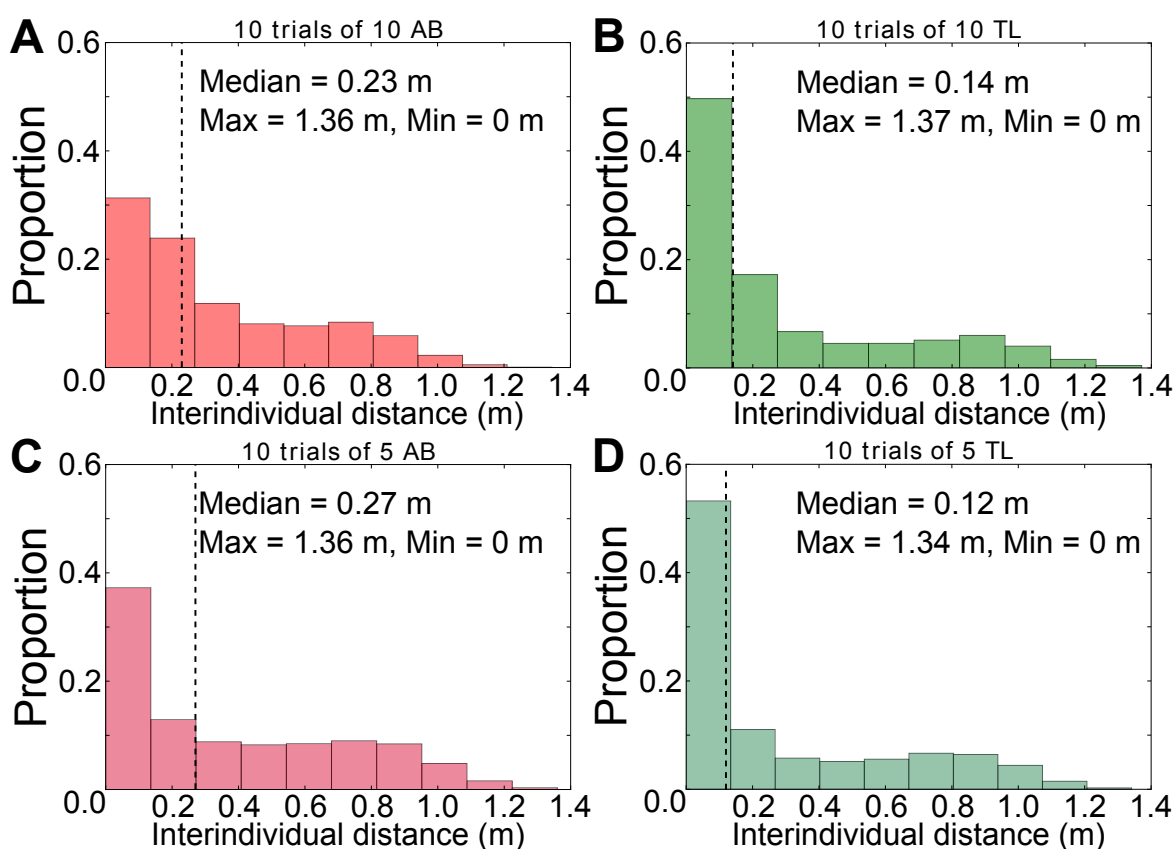 A
10 trials of 10 AB
Median = 0.23 m
Max = 1.36 m, Min = 0 m
Proportion
0.6
0.4
0.2
0.0
0.2 0.4 0.6 0.8 1.0 1.2 1.4
Interindividual distance (m)
B
10 trials of 10 TL
Median = 0.14 m
Max = 1.37 m, Min = 0 m
Proportion
0.6
0.4
0.2
0.0
0.2 0.4 0.6 0.8 1.0 1.2 1.4
Interindividual distance (m)
C
10 trials of 5 AB
Median = 0.27 m
Max = 1.36 m, Min = 0 m
Proportion
0.6
0.4
0.2
0.0
0.2 0.4 0.6 0.8 1.0 1.2 1.4
Interindividual distance (m)
D
10 trials of 5 TL
Median = 0.12 m
Max = 1.34 m, Min = 0 m
Proportion
0.6
0.4
0.2
0.0
0.2 0.4 0.6 0.8 1.0 1.2 1.4
Interindividual distance (m)